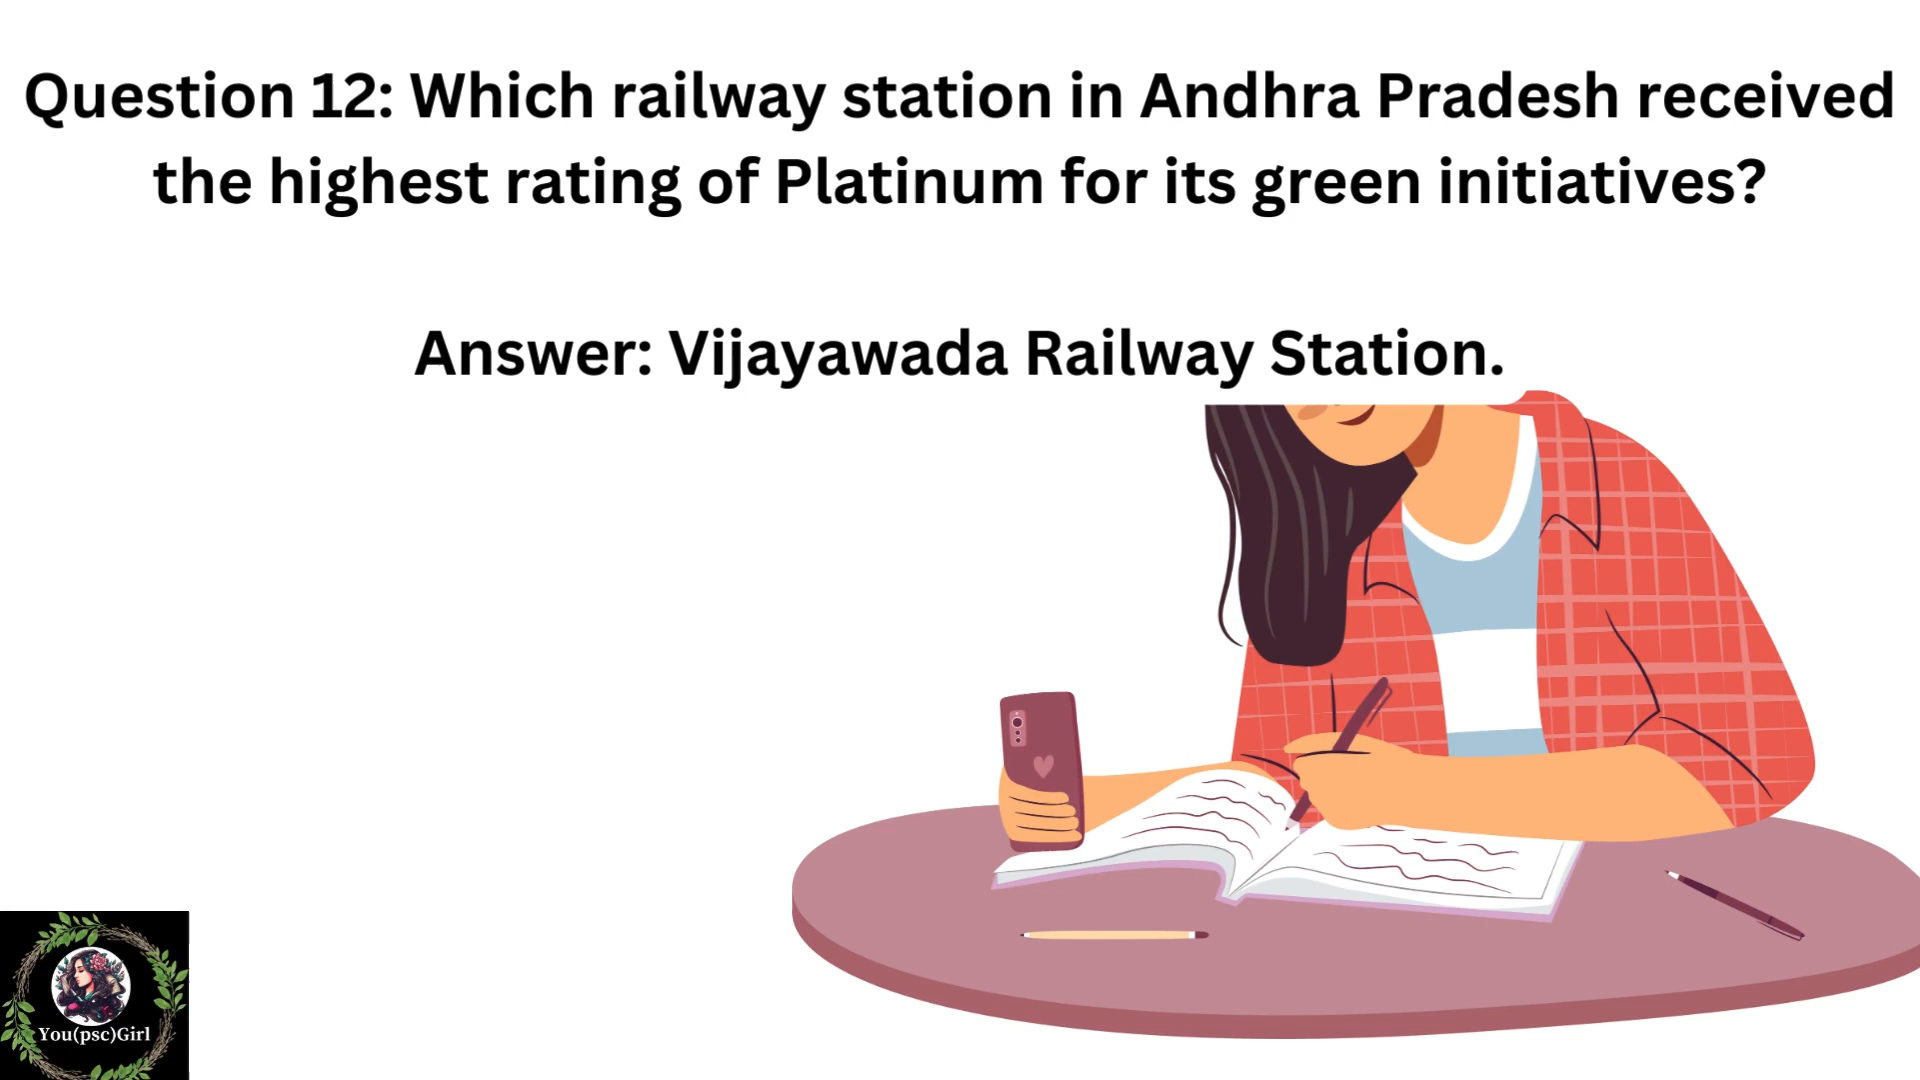 Question 12: Which railway station in Andhra Pradesh received
the highest rating of Platinum for its green initiatives?
Answer: Vijayawada Railway Station.
You(psc)Girl